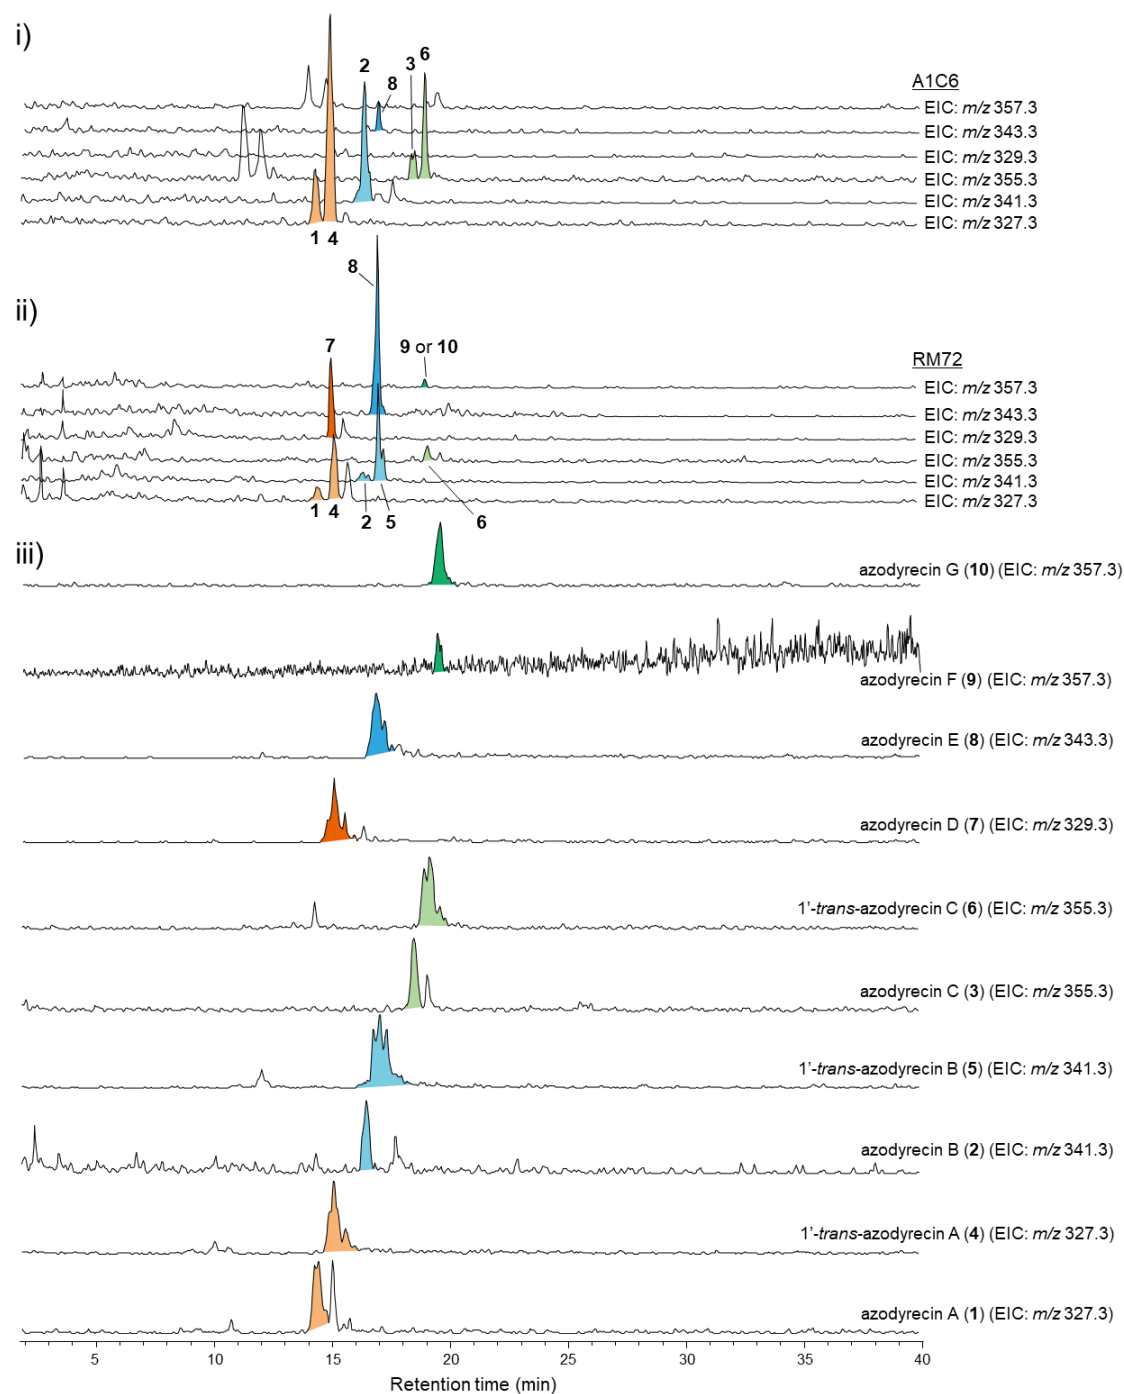 i)
6
3
2
8
A1C6
EIC: m/z 357.3
EIC: m/z 343.3
EIC: m/z 329.3
EIC: m/z 355.3
EIC: m/z 341.3
EIC: m/z 327.3
1 4
8
ii)
7
9 or 10
RM72
EIC: m/z 357.3
EIC: m/z 343.3
EIC: m/z 329.3
EIC: m/z 355.3
EIC: m/z 341.3
EIC: m/z 327.3
1 4 2 5 6
iii)
azodyrecin G (10) (EIC: m/z 357.3)
azodyrecin F (9) (EIC: m/z 357.3)
azodyrecin E (8) (EIC: m/z 343.3)
azodyrecin D (7) (EIC: m/z 329.3)
1’-trans-azodyrecin C (6) (EIC: m/z 355.3)
azodyrecin C (3) (EIC: m/z 355.3)
1’-trans-azodyrecin B (5) (EIC: m/z 341.3)
azodyrecin B (2) (EIC: m/z 341.3)
1’-trans-azodyrecin A (4) (EIC: m/z 327.3)
azodyrecin A (1) (EIC: m/z 327.3)
5 10 15 20 25 30 35 40
Retention time (min)